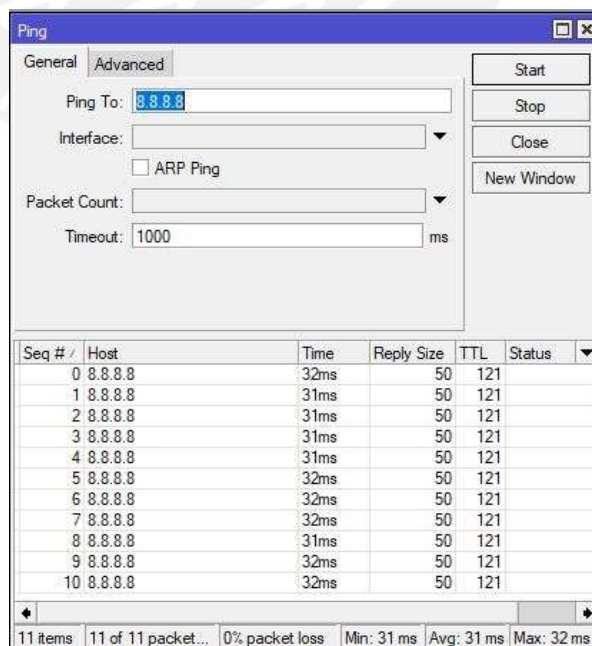 Ping
General Advanced
Start
Ping To: 8.8.8.8
Stop
Interface:
Close
ARP Ping
New Window
Packet Count:
Timeout: 1000 ms
Seq # / Host Time Reply Size TTL Status
0 8.8.8.8 32ms 50 121
1 8.8.8.8 31ms 50 121
2 8.8.8.8 31ms 50 121
3 8.8.8.8 31ms 50 121
4 8.8.8.8 31ms 50 121
5 8.8.8.8 32ms 50 121
6 8.8.8.8 32ms 50 121
7 8.8.8.8 32ms 50 121
8 8.8.8.8 31ms 50 121
9 8.8.8.8 32ms 50 121
10 8.8.8.8 32ms 50 121
11 items 11 of 11 packet... 0% packet loss Min: 31 ms Avg: 31 ms Max: 32 ms